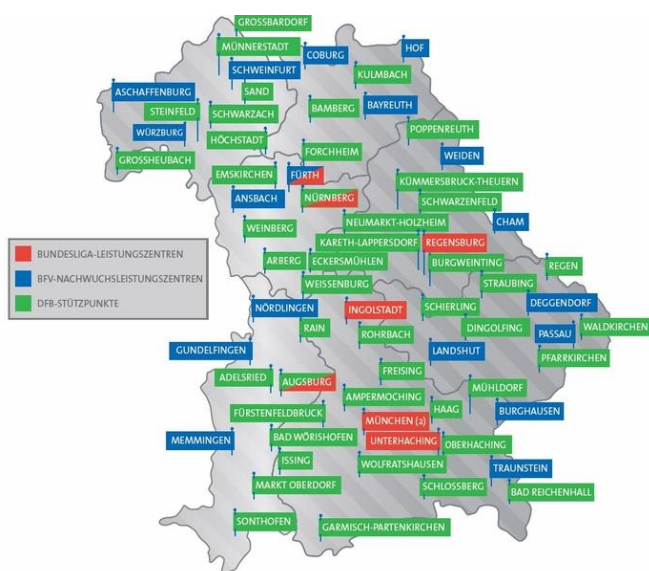 GROSSBARDORF
MÜNNERSTADT
COBURG
HOF
SCHWEINFURT
KULMBACH
ASCHAFFENBURG
SAND
STEINFELD
SCHWARZACH
BAMBERG
BAYREUTH
WÜRZBURG
HÖCHSTADT
POPPENREUTH
GROSSHEUBACH
FORCHHEIM
WEIDEN
EMSKIRCHEN
FÜRTH
KÜMMERSBRUCK-THEUERN
ANSBACH
NÜRNBERG
SCHWARZENFELD
WEINBERG
NEUMARKT-HOLZHEIM
CHAM
KARETH-LAPPERSDORF
REGENSBURG
ARBERG
ECKERSMÜHLEN
BURGWEINTING
REGEN
WEISSENBURG
STRAUBING
BUNDESLIGA-LEISTUNGSZENTREN
BFV-NACHWUCHSLEISTUNGSZENTREN
DFB-STÜTZPUNKTE
NÖRDLINGEN
INGOLSTADT
SCHIERLING
DEGGENDORF
RAIN
ROHRBACH
DINGOLFING
PASSAU
WALDKIRCHEN
GUNDELFINGEN
LANDSHUT
PFARRKIRCHEN
ADELSRIED
AUGSBURG
FREISING
MÜHLDORF
AMPERMOCHING
FÜRSTENFELDBRUCK
MÜNCHEN (2)
HAAG
BURGHAUSEN
MEMMINGEN
BAD WÖRISHOFEN
UNTERHACHING
OBERHACHING
ISSING
WOLFRATSHAUSEN
TRAUNSTEIN
MARKT OBERDORF
SCHLOSSBERG
BAD REICHENHALL
SONTHOFEN
GARMISCH-PARTENKIRCHEN